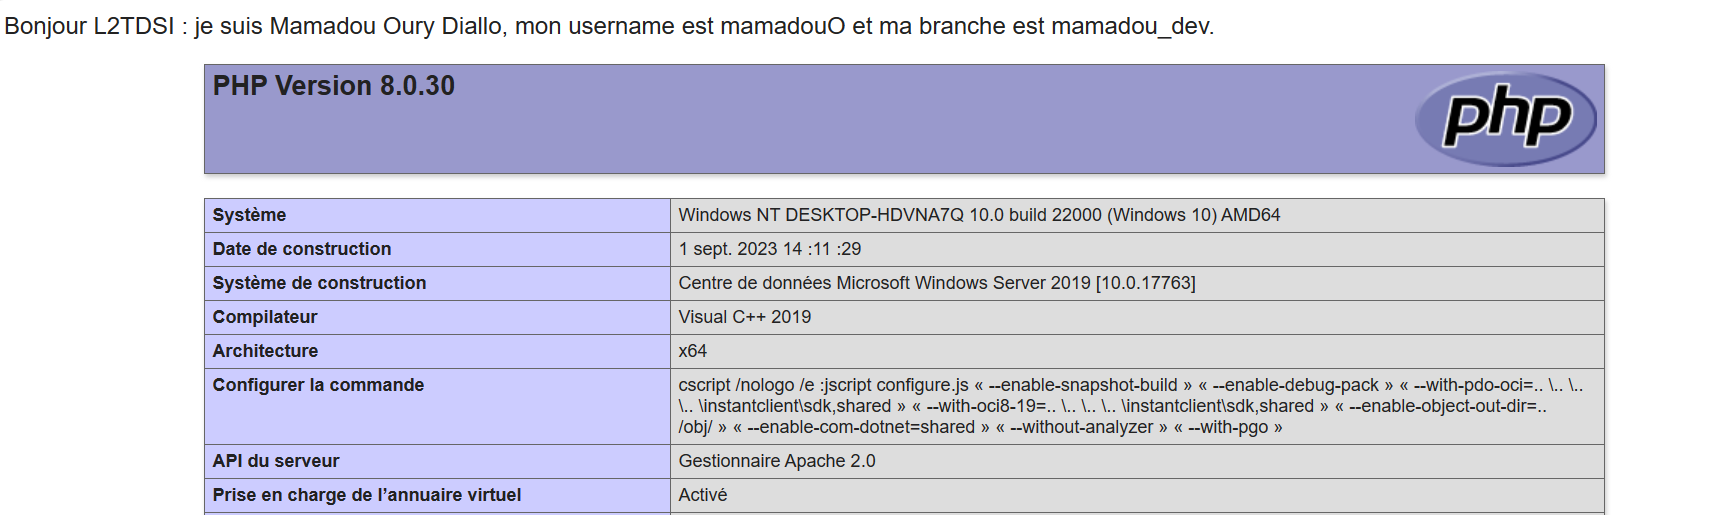 Bonjour L2TDSI : je suis Mamadou Oury Diallo, mon username est mamadouO et ma branche est mamadou_dev.
PHP Version 8.0.30
php
Système Windows NT DESKTOP-HDVNA7Q 10.0 build 22000 (Windows 10) AMD64
Date de construction 1 sept. 2023 14 :11 :29
Système de construction Centre de données Microsoft Windows Server 2019 [10.0.17763]
Compilateur Visual C++ 2019
Architecture x64
Configurer la commande cscript /nologo /e :jscript configure.js « --enable-snapshot-build » « --enable-debug-pack » « --with-pdo-oci=.. \.. \..
\.. \instantclient\sdk,shared » « --with-oci8-19=.. \.. \.. \.. \instantclient\sdk,shared » « --enable-object-out-dir=..
/obj/ » « --enable-com-dotnet=shared » « --without-analyzer » « --with-pgo »
API du serveur Gestionnaire Apache 2.0
Prise en charge de l’annuaire virtuel Activé